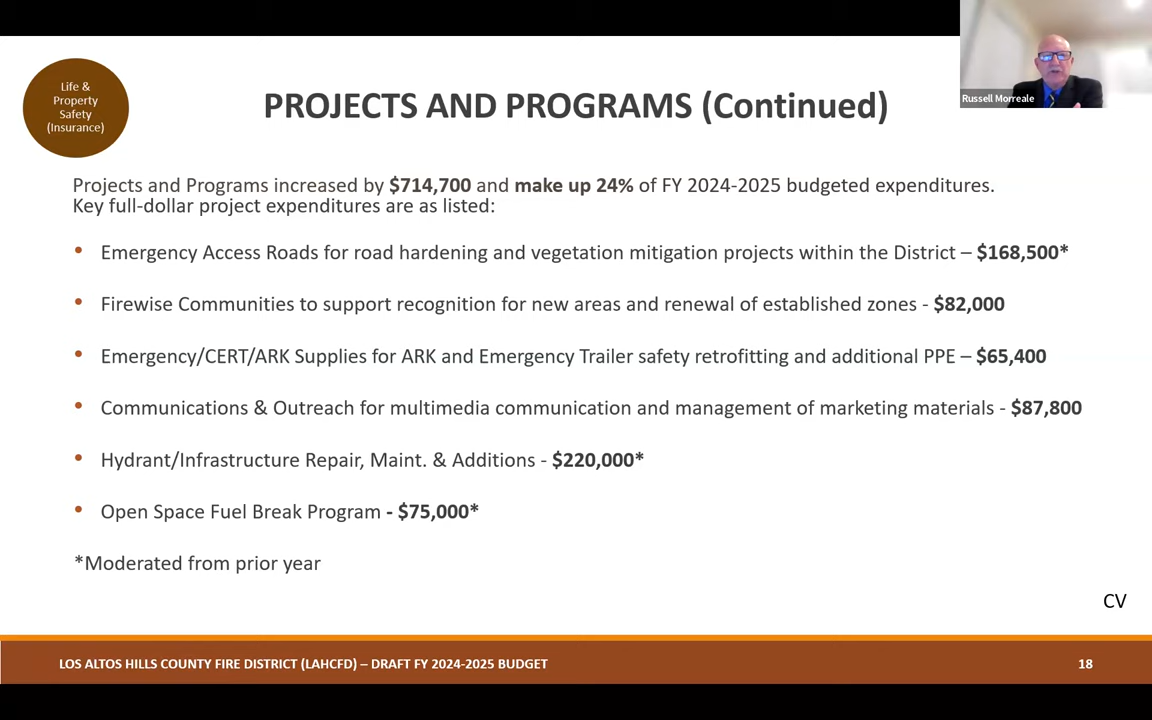 Life &
Property
Safety
(Insurance)
PROJECTS AND PROGRAMS (Continued)
Russell Morreale
Projects and Programs increased by $714,700 and make up 24% of FY 2024-2025 budgeted expenditures.
Key full-dollar project expenditures are as listed:
• Emergency Access Roads for road hardening and vegetation mitigation projects within the District – $168,500*
• Firewise Communities to support recognition for new areas and renewal of established zones - $82,000
• Emergency/CERT/ARK Supplies for ARK and Emergency Trailer safety retrofitting and additional PPE – $65,400
• Communications & Outreach for multimedia communication and management of marketing materials - $87,800
• Hydrant/Infrastructure Repair, Maint. & Additions - $220,000*
• Open Space Fuel Break Program - $75,000*
*Moderated from prior year
CV
LOS ALTOS HILLS COUNTY FIRE DISTRICT (LAHCFD) – DRAFT FY 2024-2025 BUDGET
18